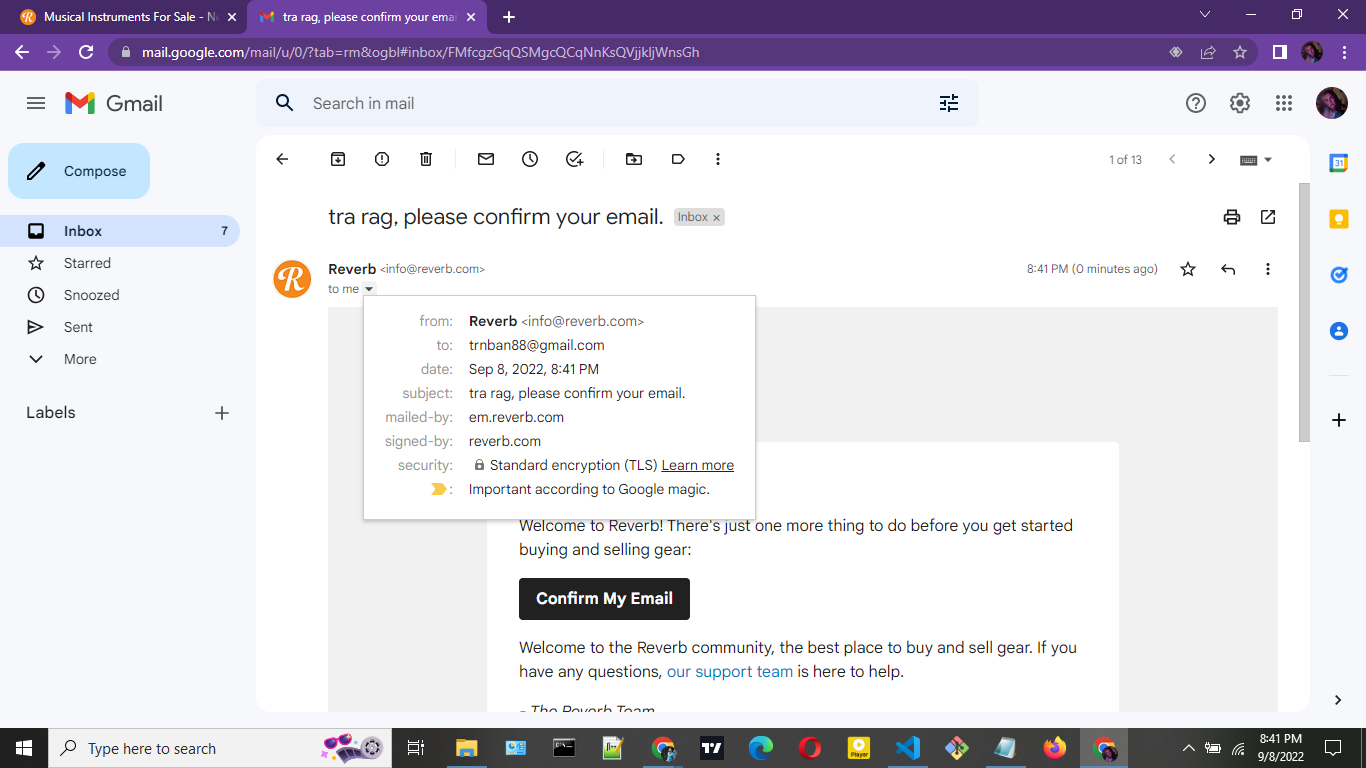 Musical Instruments For Sale - Ne
tra rag, please confirm your emai
mail.google.com/mail/u/0/?tab=rm&ogbl#inbox/FMfcgzGqQSMgcQCqNnKsQVjjkljWnsGh
Gmail
Search in mail
Compose
1 of 13
31
tra rag, please confirm your email.
Inbox ×
Inbox 7
Starred
Snoozed
Sent
More
Labels
R
Reverb <info@reverb.com>
8:41 PM (0 minutes ago)
to me
from: Reverb <info@reverb.com>
to: trnban88@gmail.com
date: Sep 8, 2022, 8:41 PM
subject: tra rag, please confirm your email.
mailed-by: em.reverb.com
signed-by: reverb.com
security: Standard encryption (TLS) Learn more
: Important according to Google magic.
Welcome to Reverb! There's just one more thing to do before you get started
buying and selling gear:
Confirm My Email
Welcome to the Reverb community, the best place to buy and sell gear. If you
have any questions, our support team is here to help.
- The Reverb Team
Type here to search
Player
8:41 PM
9/8/2022